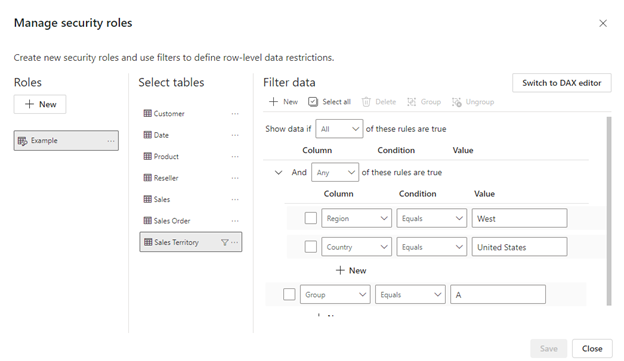 Manage security roles
Create new security roles and use filters to define row-level data restrictions.
Roles
+ New
Example
Select tables
Customer
Date
Product
Reseller
Sales
Sales Order
Sales Territory
Filter data
Switch to DAX editor
+ New Select all Delete Group Ungroup
Show data if All of these rules are true
Column Condition Value
And Any of these rules are true
Column Condition Value
Region Equals West
Country Equals United States
+ New
Group Equals A
Save Close